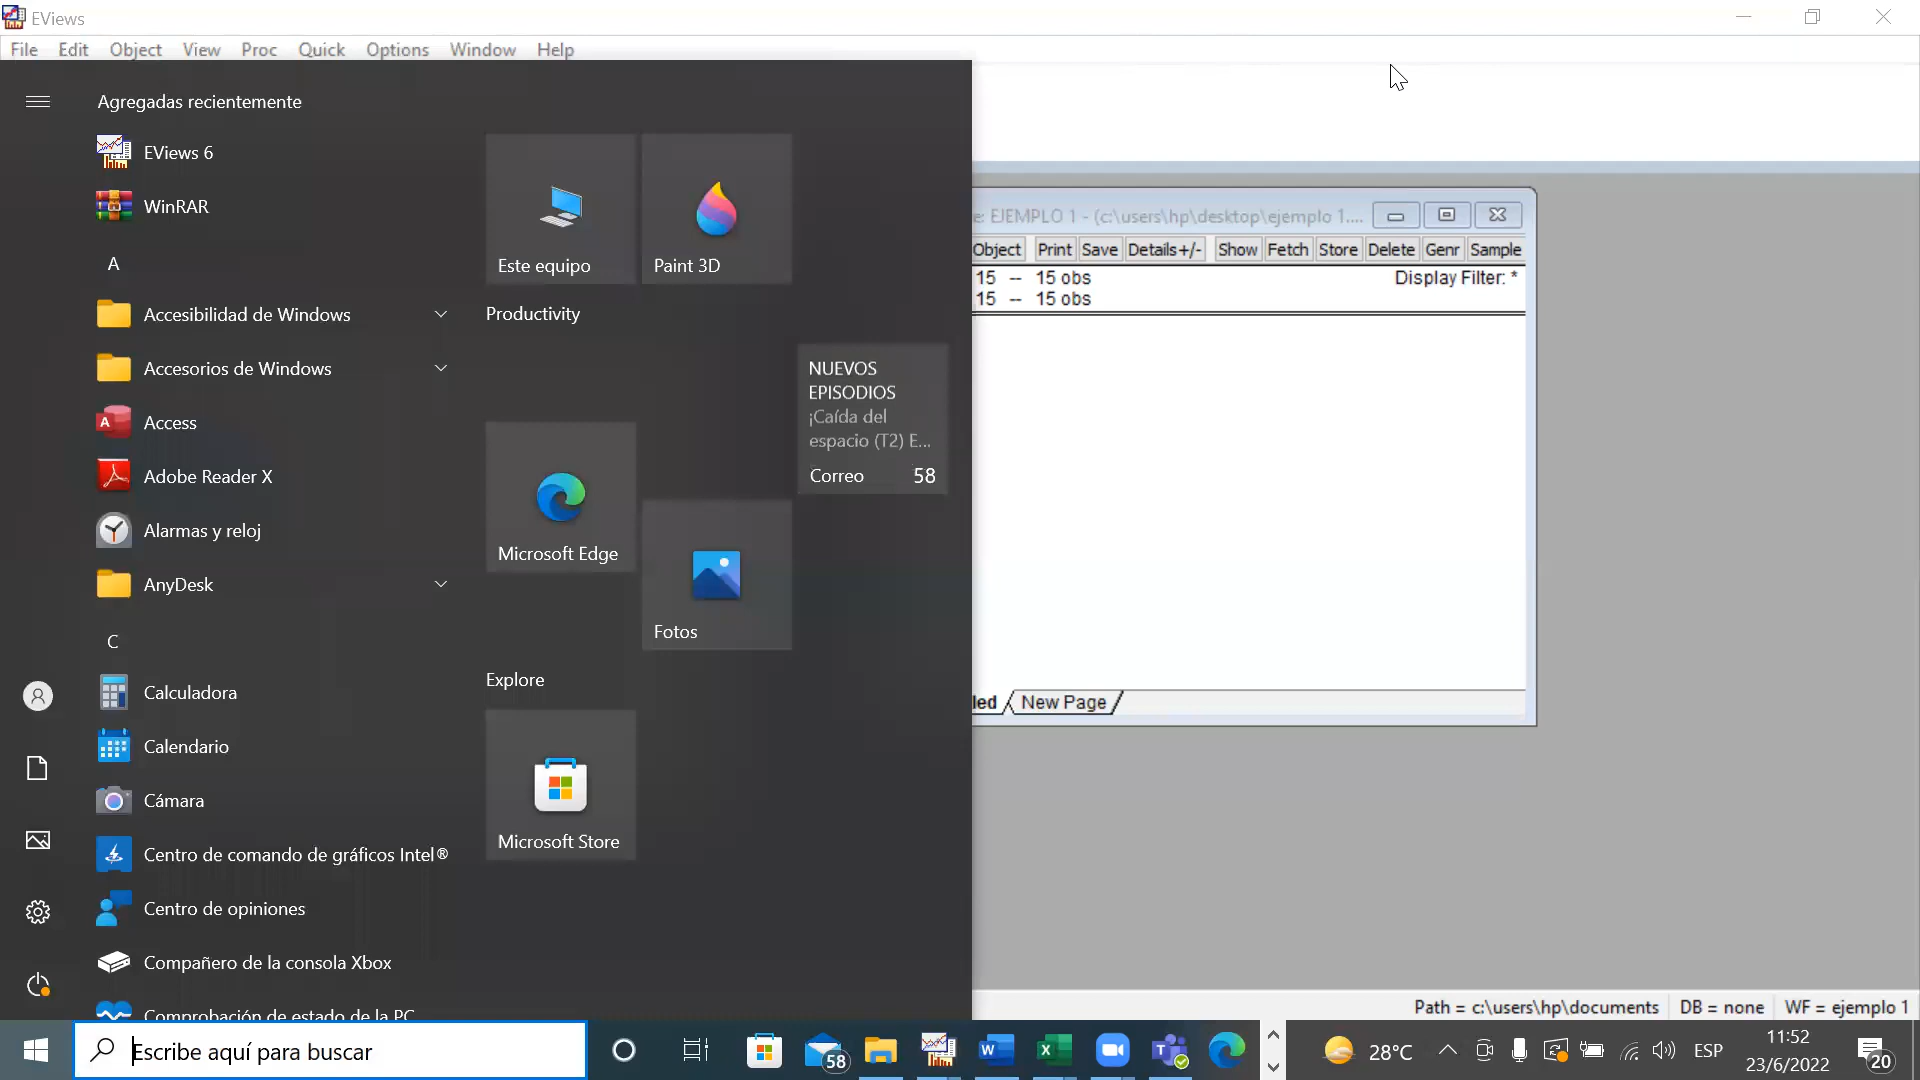 EViews
File Edit Object View Proc Quick Options Window Help
Agregadas recientemente
EViews 6
WinRAR
A
Accesibilidad de Windows
Accesorios de Windows
Access
Adobe Reader X
Alarmas y reloj
AnyDesk
C
Calculadora
Calendario
Cámara
Centro de comando de gráficos Intel®
Centro de opiniones
Compañero de la consola Xbox
Comprobación de estado de la PC
Este equipo
Paint 3D
Productivity
NUEVOS
EPISODIOS
¡Caída del
espacio (T2) E...
Correo 58
Microsoft Edge
Fotos
Explore
Microsoft Store
e: EJEMPLO 1 - (c:\users\hp\desktop\ejemplo 1....
Object Print Save Details+/- Show Fetch Store Delete Genr Sample
15 -- 15 obs Display Filter: *
15 -- 15 obs
led New Page
Path = c:\users\hp\documents DB = none WF = ejemplo 1
Escribe aquí para buscar
58
28°C
ESP
11:52
23/6/2022
20